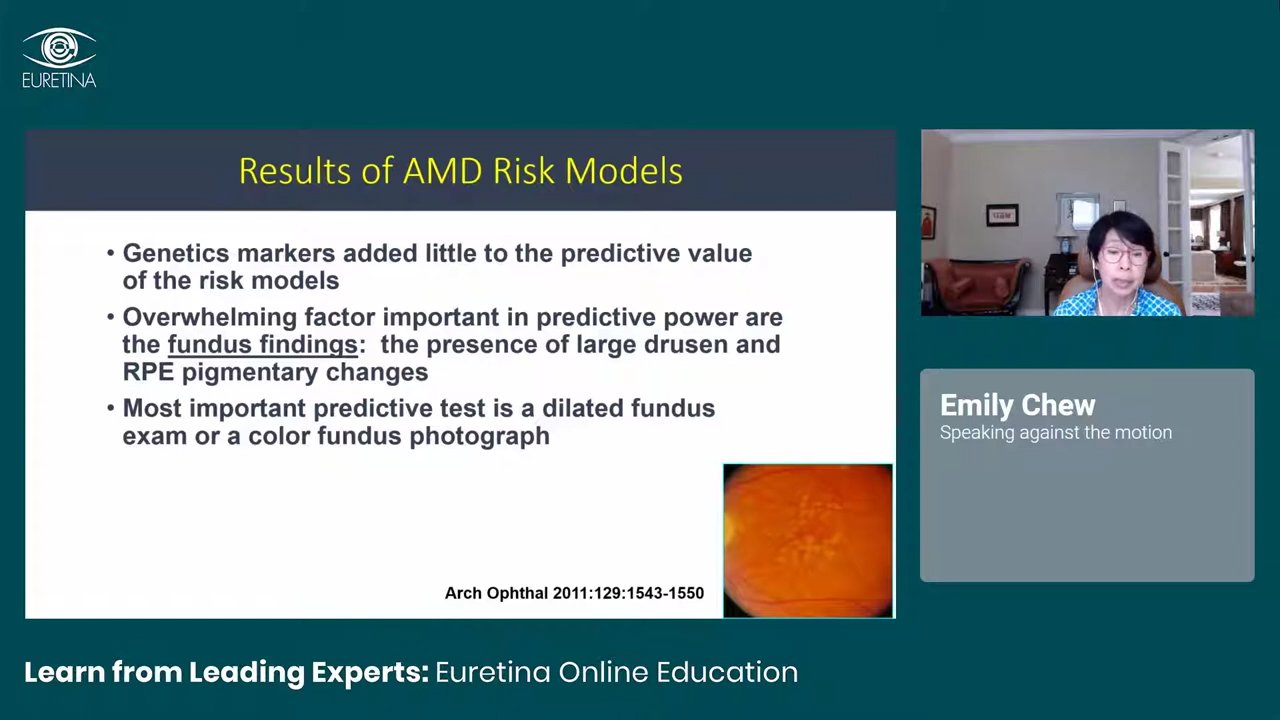 EURETINA
Results of AMD Risk Models
• Genetics markers added little to the predictive value
of the risk models
• Overwhelming factor important in predictive power are
the fundus findings: the presence of large drusen and
RPE pigmentary changes
• Most important predictive test is a dilated fundus
exam or a color fundus photograph
Arch Ophthal 2011:129:1543-1550
Emily Chew
Speaking against the motion
Learn from Leading Experts: Euretina Online Education